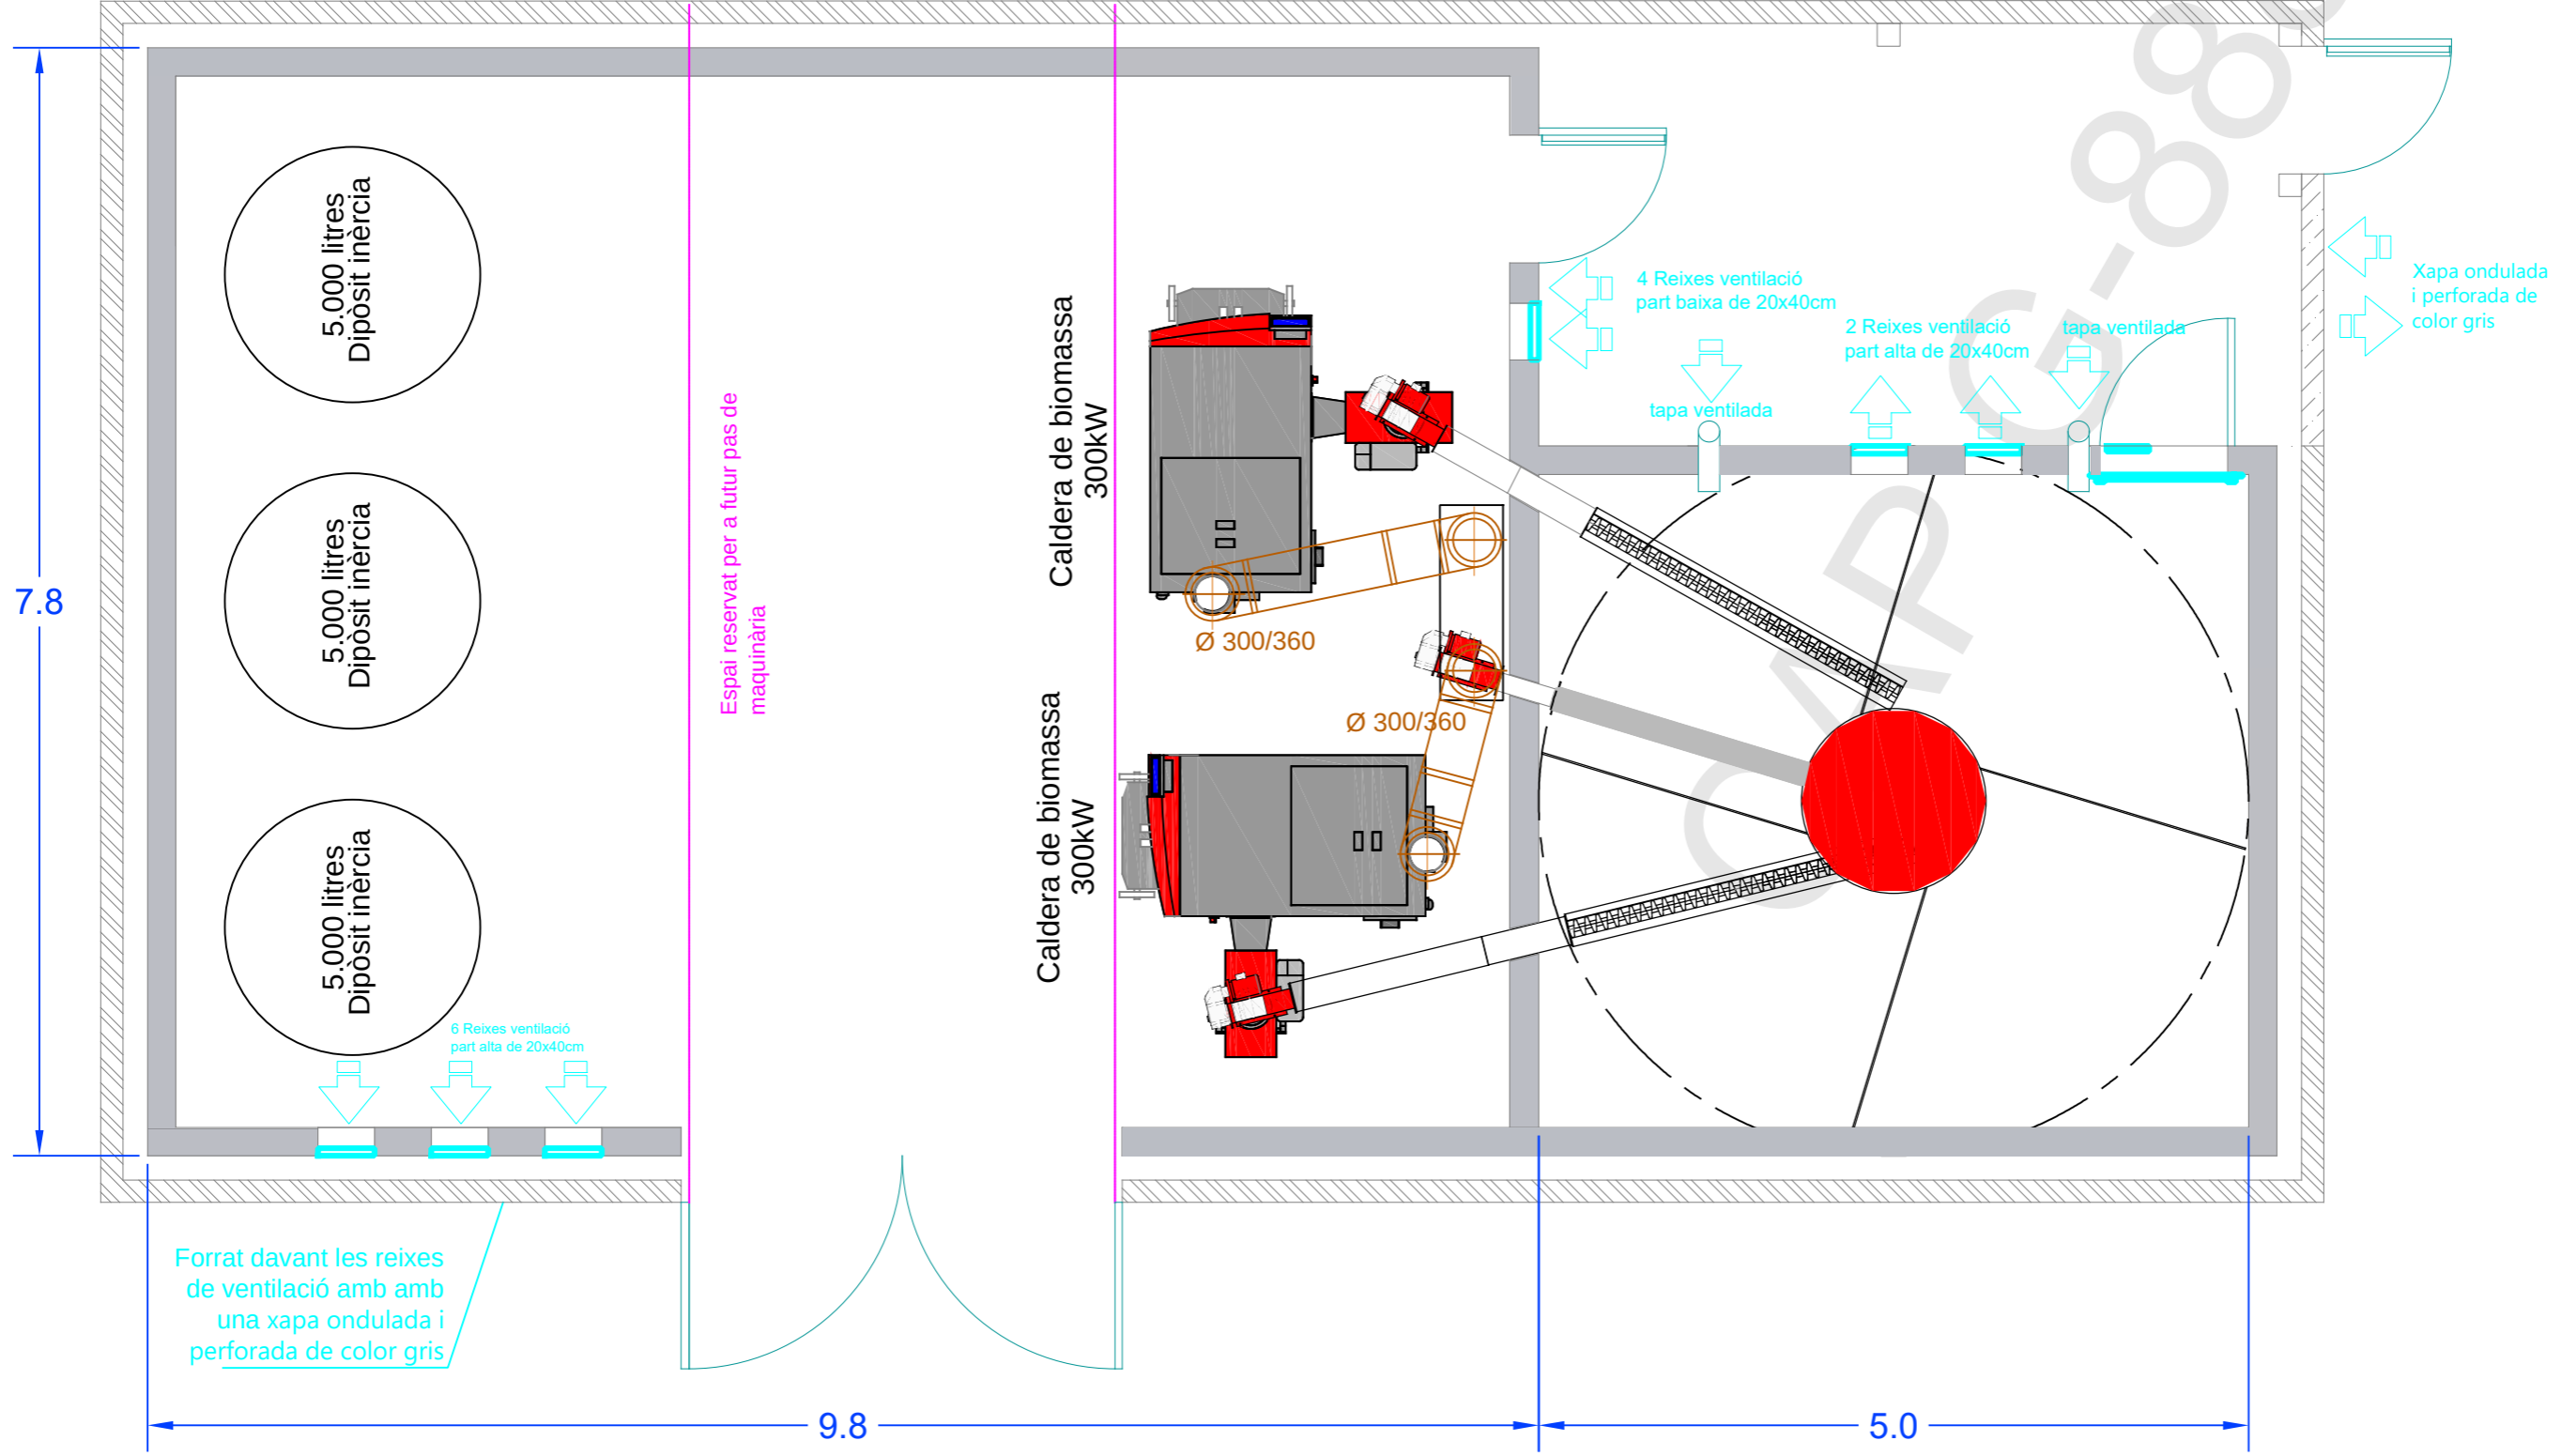 4 Reixes ventilació
part baixa de 20x40cm
Xapa ondulada
i perforada de
color gris
2 Reixes ventilació
part alta de 20x40cm
tapa ventilada
tapa ventilada
5.000 litres
Dipòsit inèrcia
5.000 litres
Dipòsit inèrcia
5.000 litres
Dipòsit inèrcia
7.8
Espai reservat per a futur pas de
maquinària
Caldera de biomassa
300kW
Ø 300/360
Ø 300/360
Caldera de biomassa
300kW
6 Reixes ventilació
part alta de 20x40cm
Forrat davant les reixes
de ventilació amb amb
una xapa ondulada i
perforada de color gris
9.8
5.0